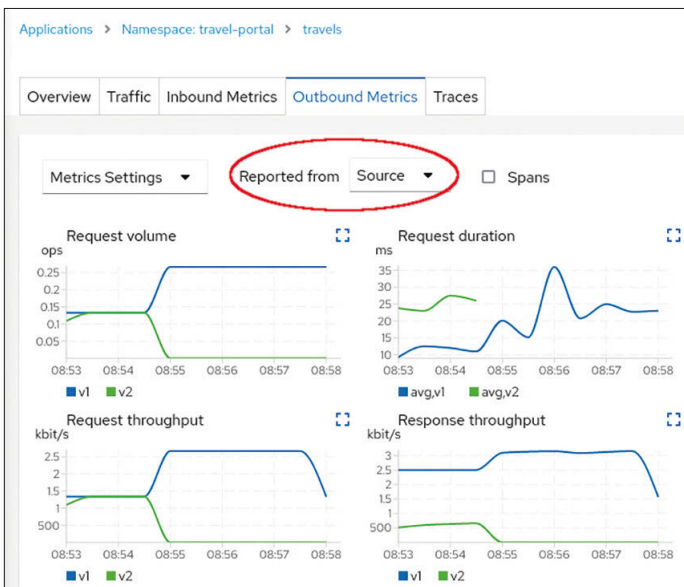 Applications > Namespace: travel-portal > travels
Overview Traffic Inbound Metrics Outbound Metrics Traces
Metrics Settings Reported from Source Spans
Request volume
ops
0.25
0.2
0.15
0.1
0.05
08:53 08:54 08:55 08:56 08:57 08:58
v1 v2
Request duration
ms
35
30
25
20
15
10
08:53 08:54 08:55 08:56 08:57 08:58
avg,v1 avg,v2
Request throughput
kbit/s
2.5
2
1.5
1
500
08:53 08:54 08:55 08:56 08:57 08:58
v1 v2
Response throughput
kbit/s
3
2.5
2
1.5
1
500
08:53 08:54 08:55 08:56 08:57 08:58
v1 v2